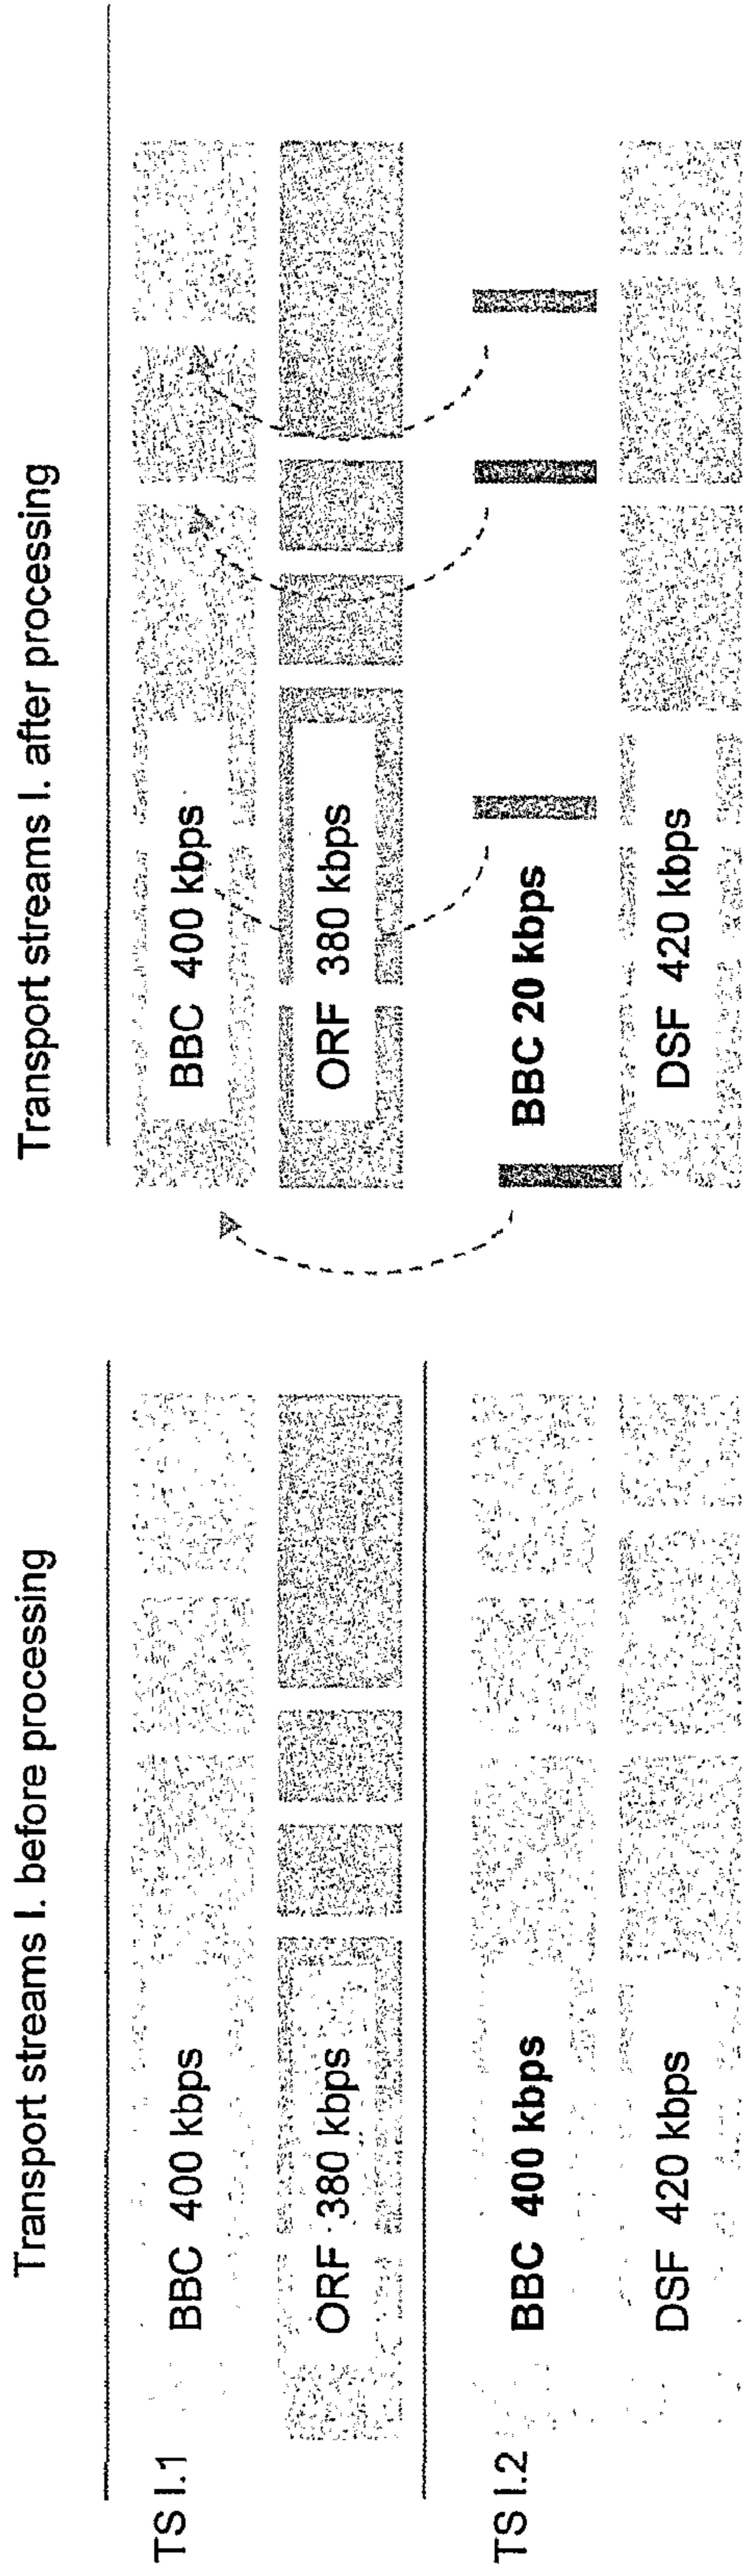 Transport streams I. before processing
TS I.1
BBC 400 kbps
ORF 380 kbps
TS I.2
BBC 400 kbps
DSF 420 kbps
Transport streams I. after processing
BBC 400 kbps
ORF 380 kbps
BBC 20 kbps
DSF 420 kbps